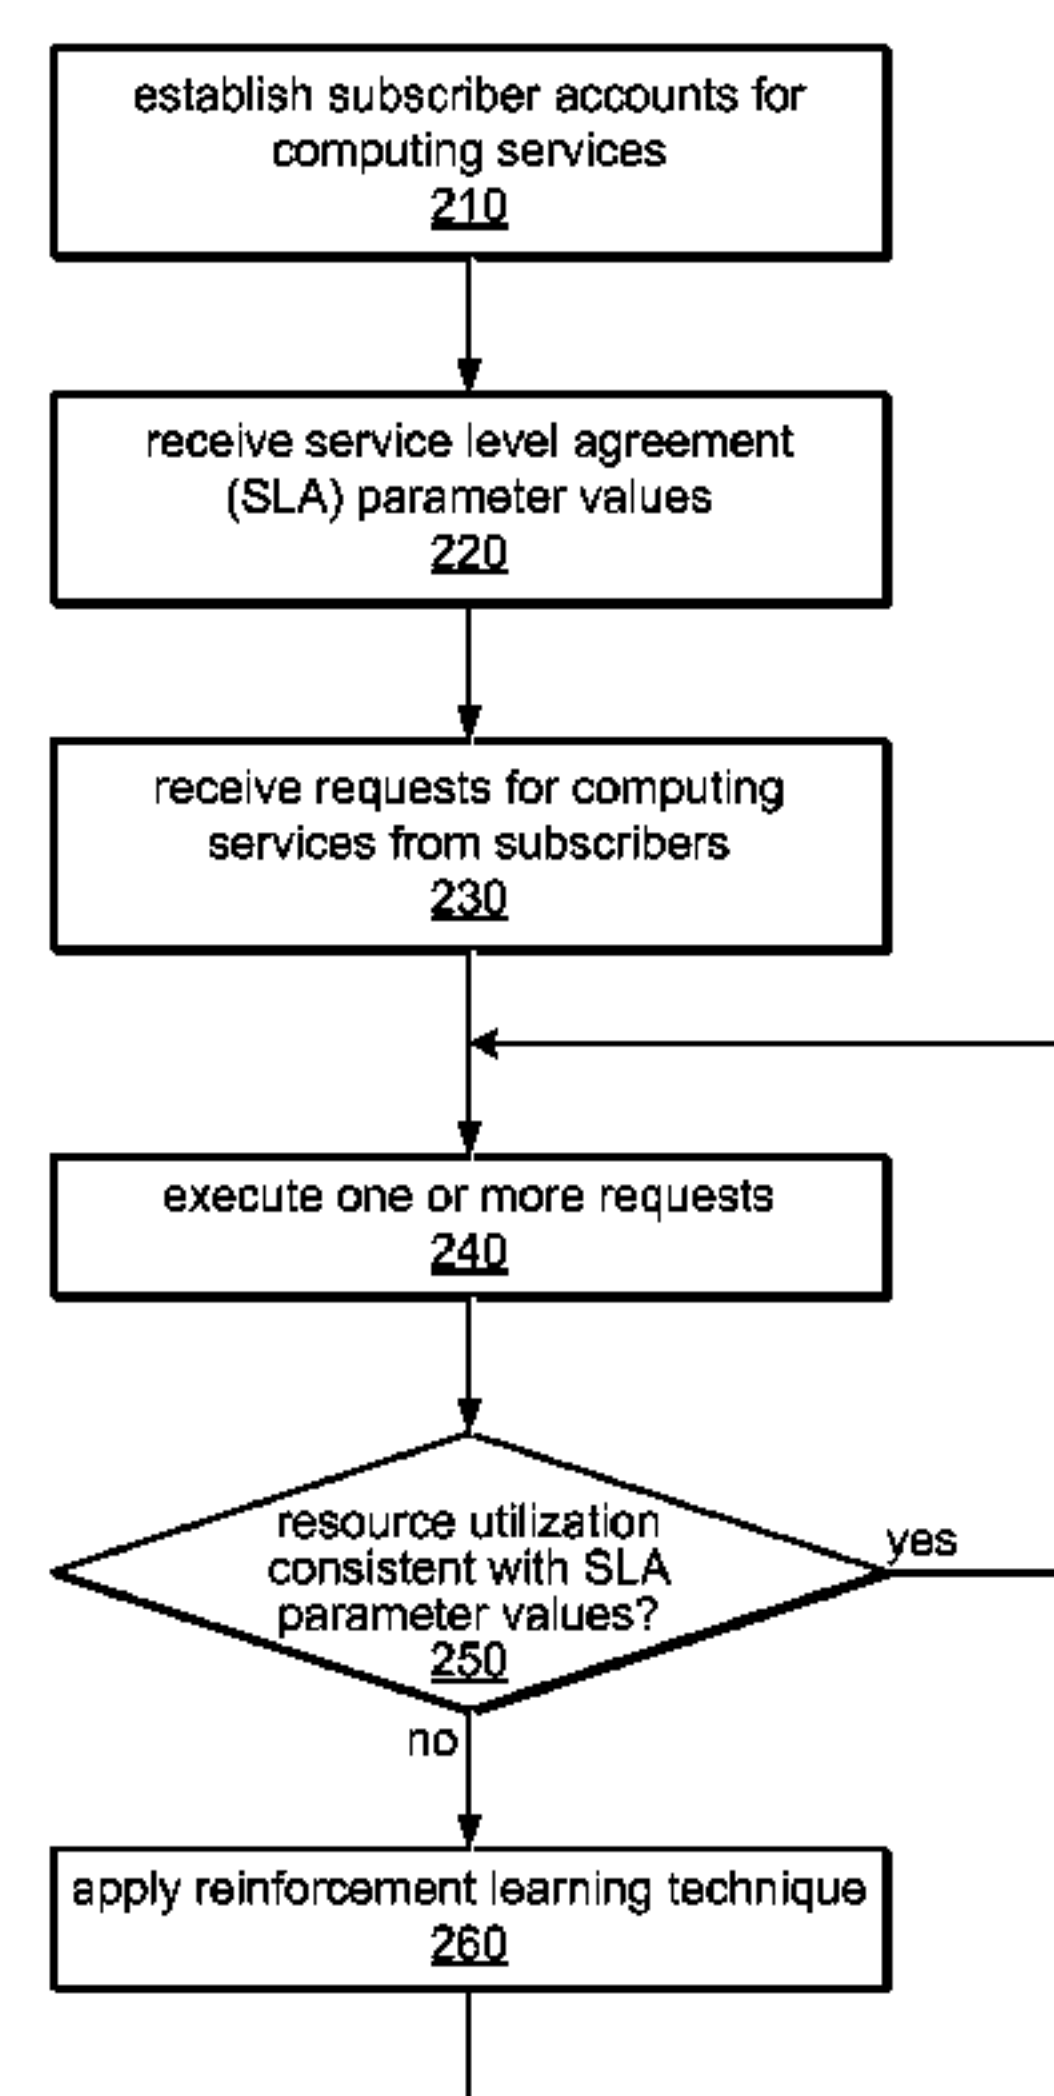 establish subscriber accounts for
computing services
210
receive service level agreement
(SLA) parameter values
220
receive requests for computing
services from subscribers
230
execute one or more requests
240
resource utilization
consistent with SLA
parameter values?
250
yes
no
apply reinforcement learning technique
260